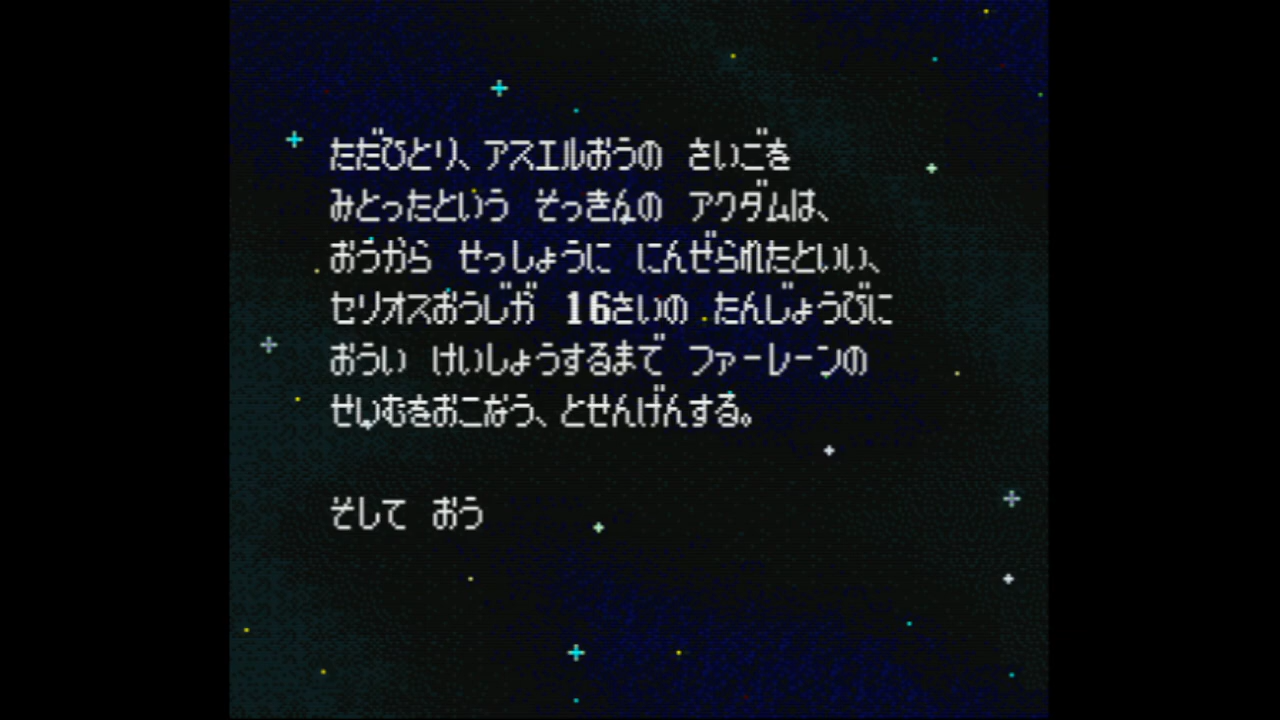 ただひとり、アスエルおうの さいごを
みとったという そっきんの アクダムは、
おうから せっしょうに にんぜられたといい、
セリオスおうじが 16さいの たんじょうびに
おうい けいしょうするまで ファーレーンの
せいむをおこなう、とせんげんする。
そして おう